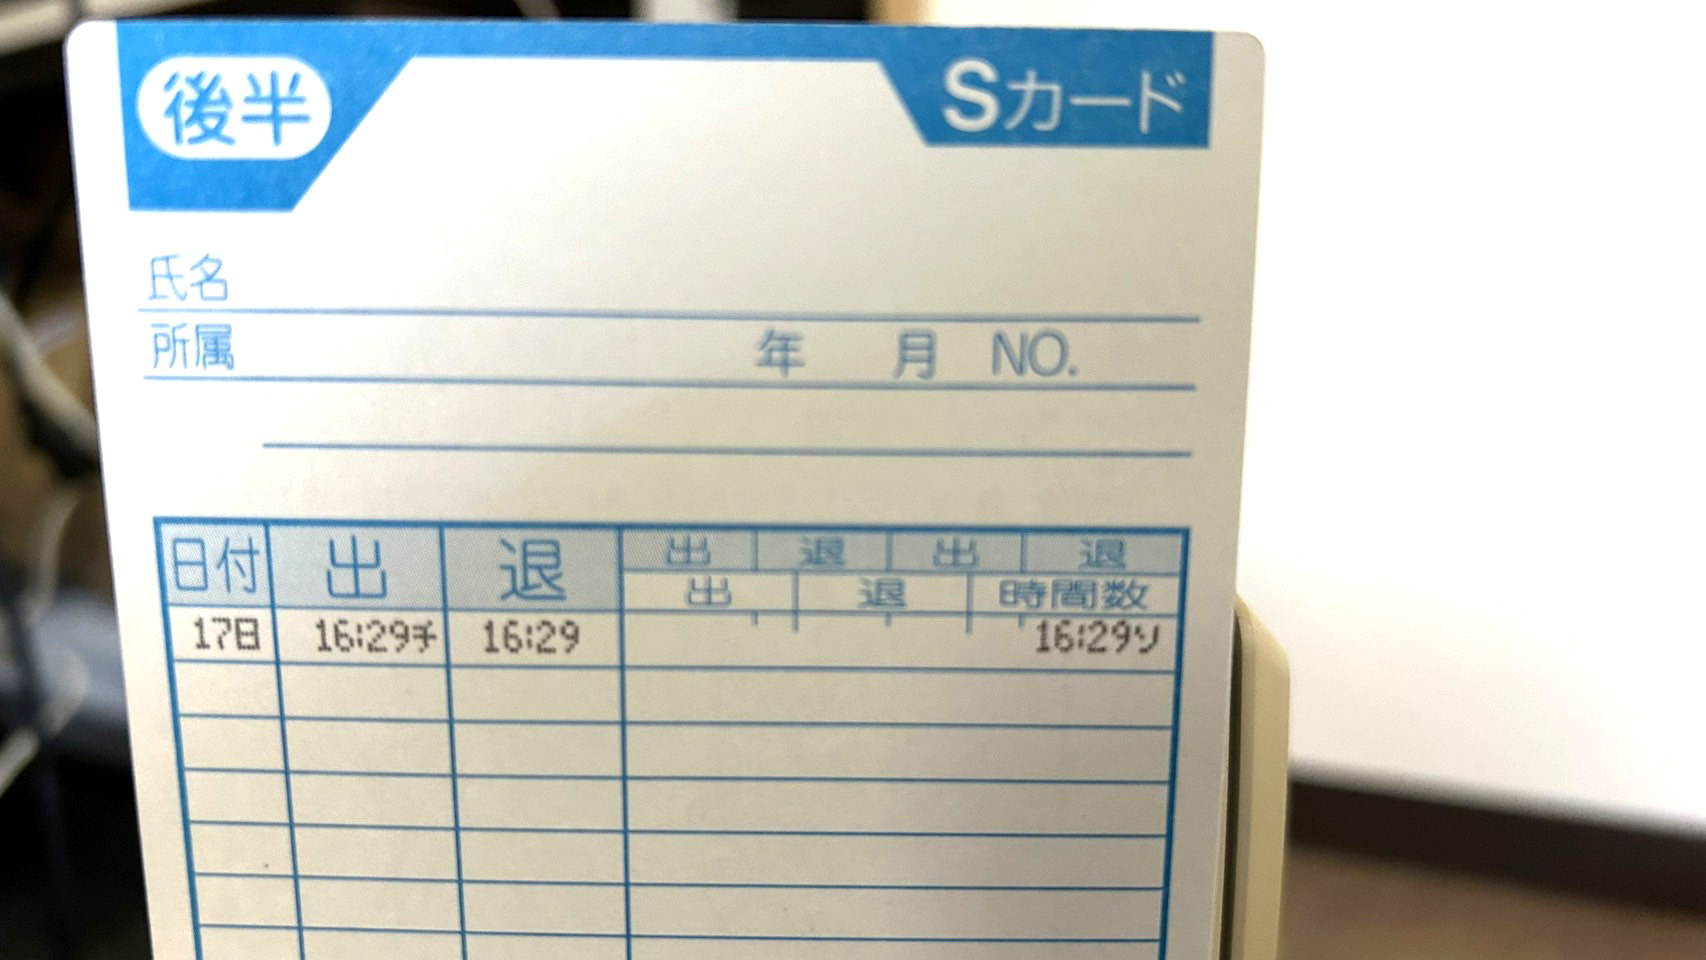 後半 Sカード
氏名
所属 年 月 NO.
日付 出 退 出 退 出 退
出 退 時間数
17日 16:29チ 16:29 16:29ソ